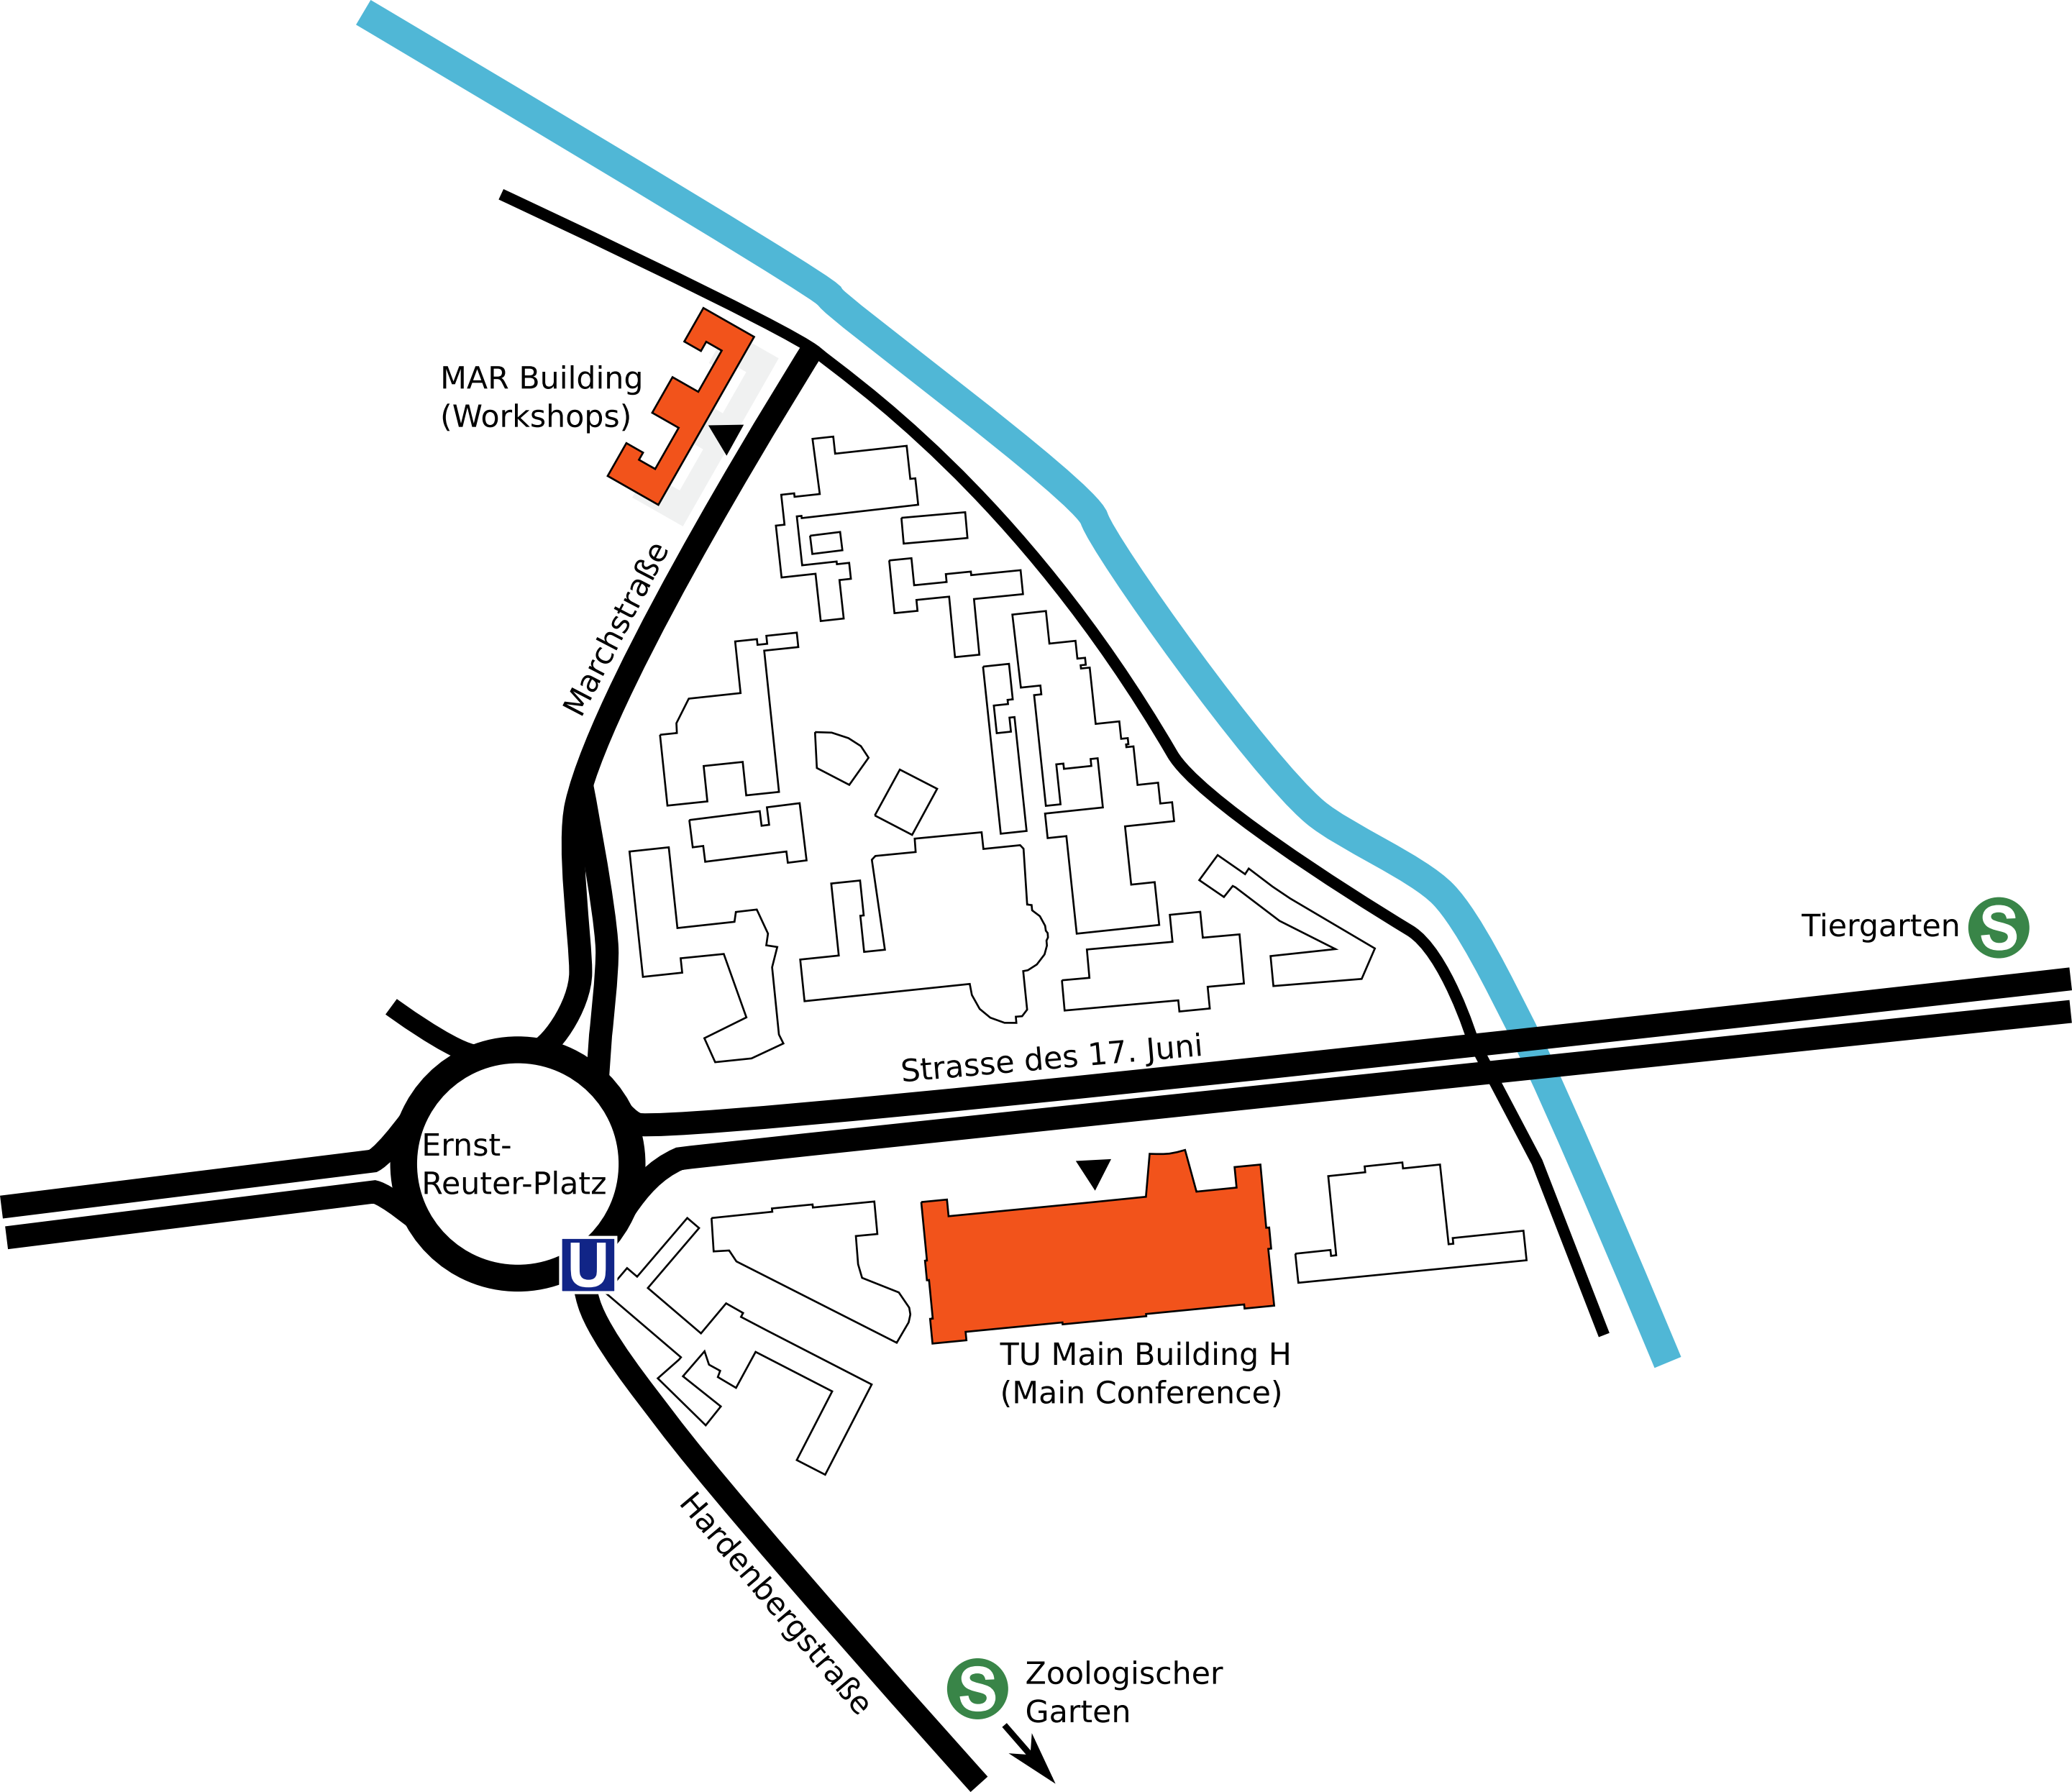 MAR Building
(Workshops)
Marchstraße
Tiergarten
S
Strasse des 17. Juni
Ernst-
Reuter-Platz
U
TU Main Building H
(Main Conference)
Hardenbergstraße
S
Zoologischer
Garten